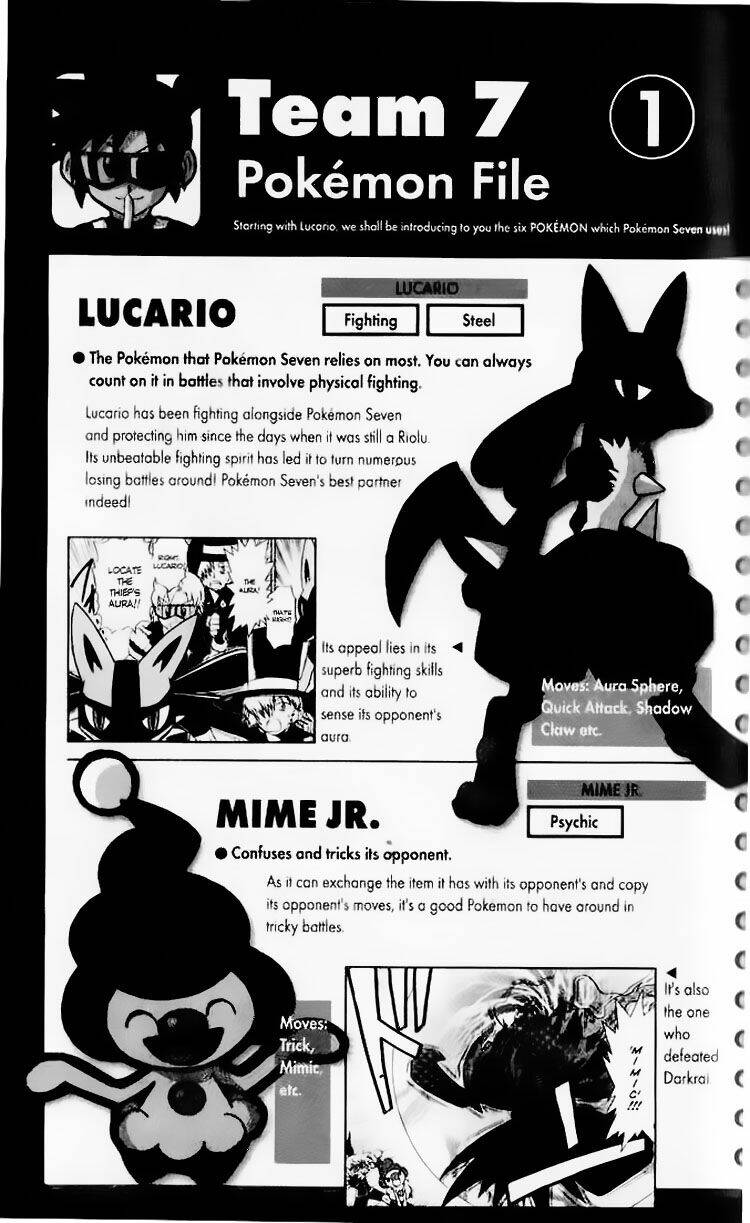 Team 7
1
Pokémon File
Starting with Lucario, we shall be introducing to you the six POKÉMON which Pokémon Seven uses!
LUCARIO
LUCARIO
Fighting
Steel
● The Pokémon that Pokémon Seven relies on most. You can always
count on it in battles that involve physical fighting.
Lucario has been fighting alongside Pokémon Seven
and protecting him since the days when it was still a Riolu.
Its unbeatable fighting spirit has led it to turn numerous
losing battles around! Pokémon Seven's best partner
indeed!
LOCATE
THE
THIEF'S
AURA!!
RIGHT,
LUCARIO
THE
AURA!
THAT'S
RIGHT!
Its appeal lies in its
superb fighting skills
and its ability to
sense its opponent's
aura.
Moves: Aura Sphere,
Quick Attack, Shadow
Claw etc.
MIME JR.
MIME JR.
Psychic
● Confuses and tricks its opponent.
As it can exchange the item it has with its opponent's and copy
its opponent's moves, it's a good Pokemon to have around in
tricky battles.
Moves:
Trick,
Mimic,
etc.
"MIMIC"!!!
It's also
the one
who
defeated
Darkrai.